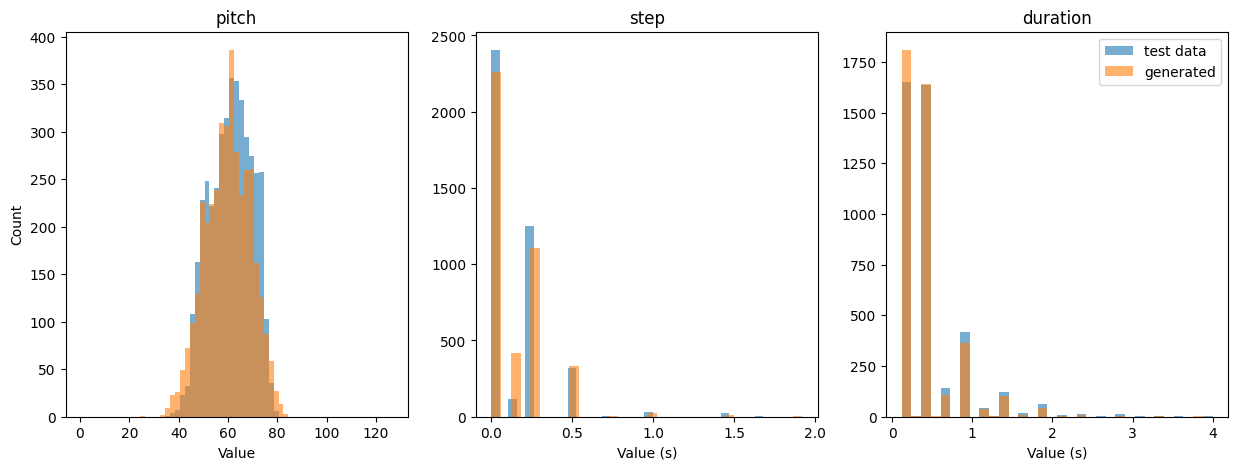 pitch
400
350
300
250
200
150
100
50
0
Count
0 20 40 60 80 100 120
Value
step
2500
2000
1500
1000
500
0
0.0 0.5 1.0 1.5 2.0
Value (s)
duration
test data
generated
1750
1500
1250
1000
750
500
250
0
0 1 2 3 4
Value (s)